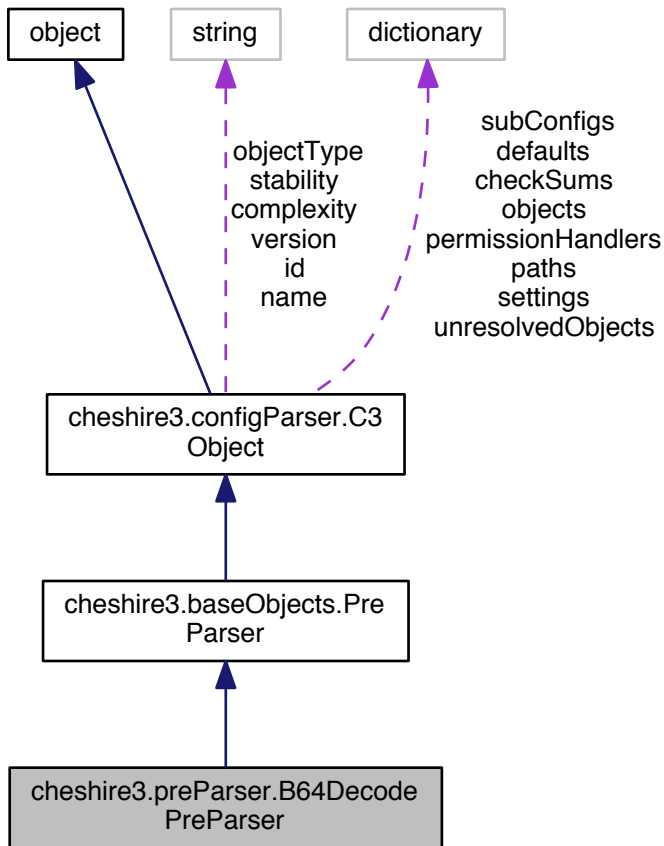 object
string
dictionary
objectType
stability
complexity
version
id
name
subConfigs
defaults
checkSums
objects
permissionHandlers
paths
settings
unresolvedObjects
cheshire3.configParser.C3
Object
cheshire3.baseObjects.Pre
Parser
cheshire3.preParser.B64Decode
PreParser